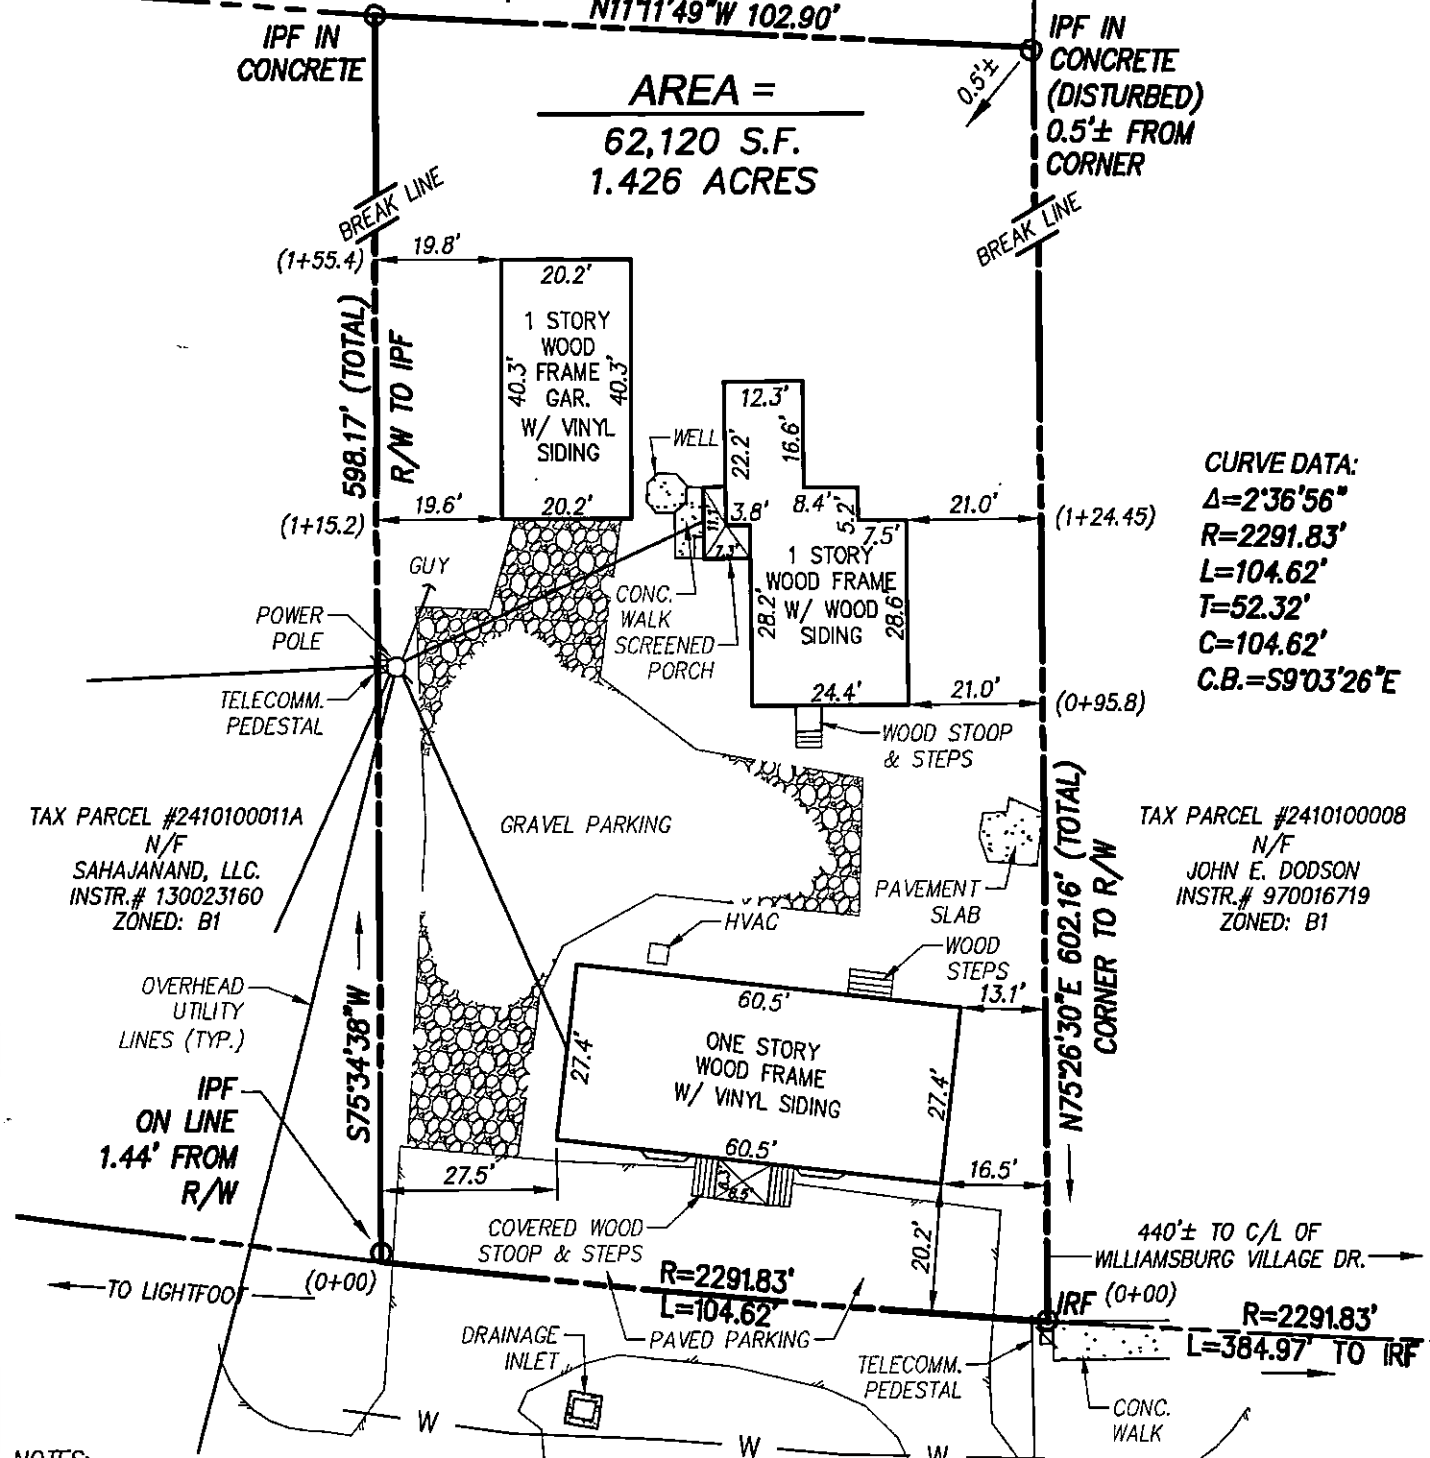 N11°11'49"W 102.90'
IPF IN
CONCRETE
IPF IN
CONCRETE
(DISTURBED)
0.5'± FROM
CORNER
0.5'±
AREA =
62,120 S.F.
1.426 ACRES
BREAK LINE
BREAK LINE
(1+55.4)
19.8'
20.2'
1 STORY
WOOD
FRAME
GAR.
W/ VINYL
SIDING
40.3'
40.3'
20.2'
598.17' (TOTAL)
R/W TO IPF
(1+15.2)
19.6'
WELL
12.3'
22.2'
16.6'
8.4'
5.2'
7.5'
3.8'
7.3'
21.0'
(1+24.45)
1 STORY
WOOD FRAME
W/ WOOD
SIDING
28.2'
28.6'
24.4'
21.0'
(0+95.8)
CURVE DATA:
Δ=2°36'56"
R=2291.83'
L=104.62'
T=52.32'
C=104.62'
C.B.=S9°03'26"E
GUY
POWER
POLE
TELECOMM.
PEDESTAL
CONC.
WALK
SCREENED
PORCH
WOOD STOOP
& STEPS
TAX PARCEL #2410100011A
N/F
SAHAJANAND, LLC.
INSTR.# 130023160
ZONED: B1
GRAVEL PARKING
PAVEMENT
SLAB
TAX PARCEL #2410100008
N/F
JOHN E. DODSON
INSTR.# 970016719
ZONED: B1
N75°26'30"E 602.16' (TOTAL)
CORNER TO R/W
HVAC
WOOD
STEPS
13.1'
OVERHEAD
UTILITY
LINES (TYP.)
S75°34'38"W
60.5'
ONE STORY
WOOD FRAME
W/ VINYL SIDING
27.4'
27.4'
60.5'
IPF
ON LINE
1.44' FROM
R/W
27.5'
8.5'
16.5'
20.2'
COVERED WOOD
STOOP & STEPS
440'± TO C/L OF
WILLIAMSBURG VILLAGE DR.
TO LIGHTFOOT
(0+00)
R=2291.83'
L=104.62'
IRF
(0+00)
R=2291.83'
L=384.97' TO IRF
DRAINAGE
INLET
PAVED PARKING
TELECOMM.
PEDESTAL
CONC.
WALK
W
W
W
NOTES: